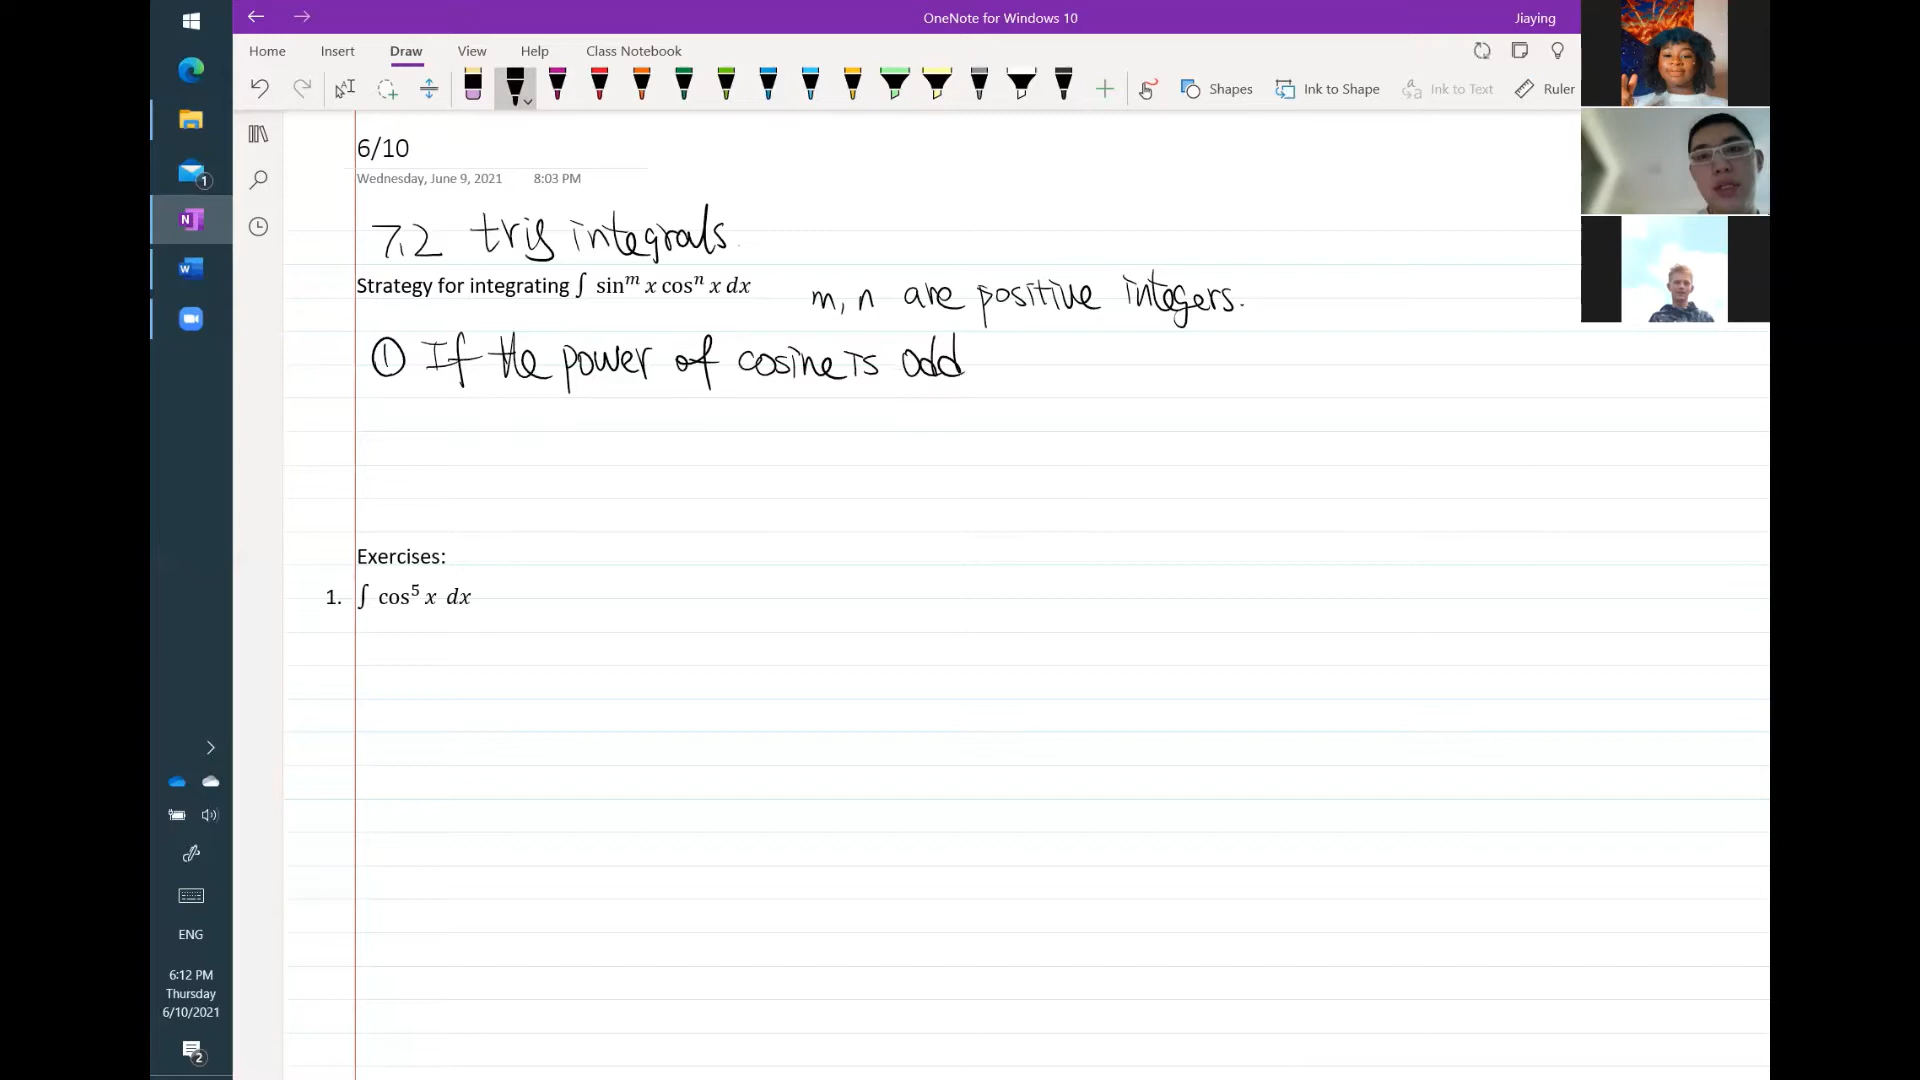 OneNote for Windows 10
Jiaying
Home Insert Draw View Help Class Notebook
Shapes Ink to Shape Ink to Text Ruler
6/10
Wednesday, June 9, 2021 8:03 PM
7.2 trig integrals
Strategy for integrating ∫ sin^m x cos^n x dx m, n are positive integers.
① If the power of cosine is odd
Exercises:
1. ∫ cos^5 x dx
1
N
W
ENG
6:12 PM
Thursday
6/10/2021
2